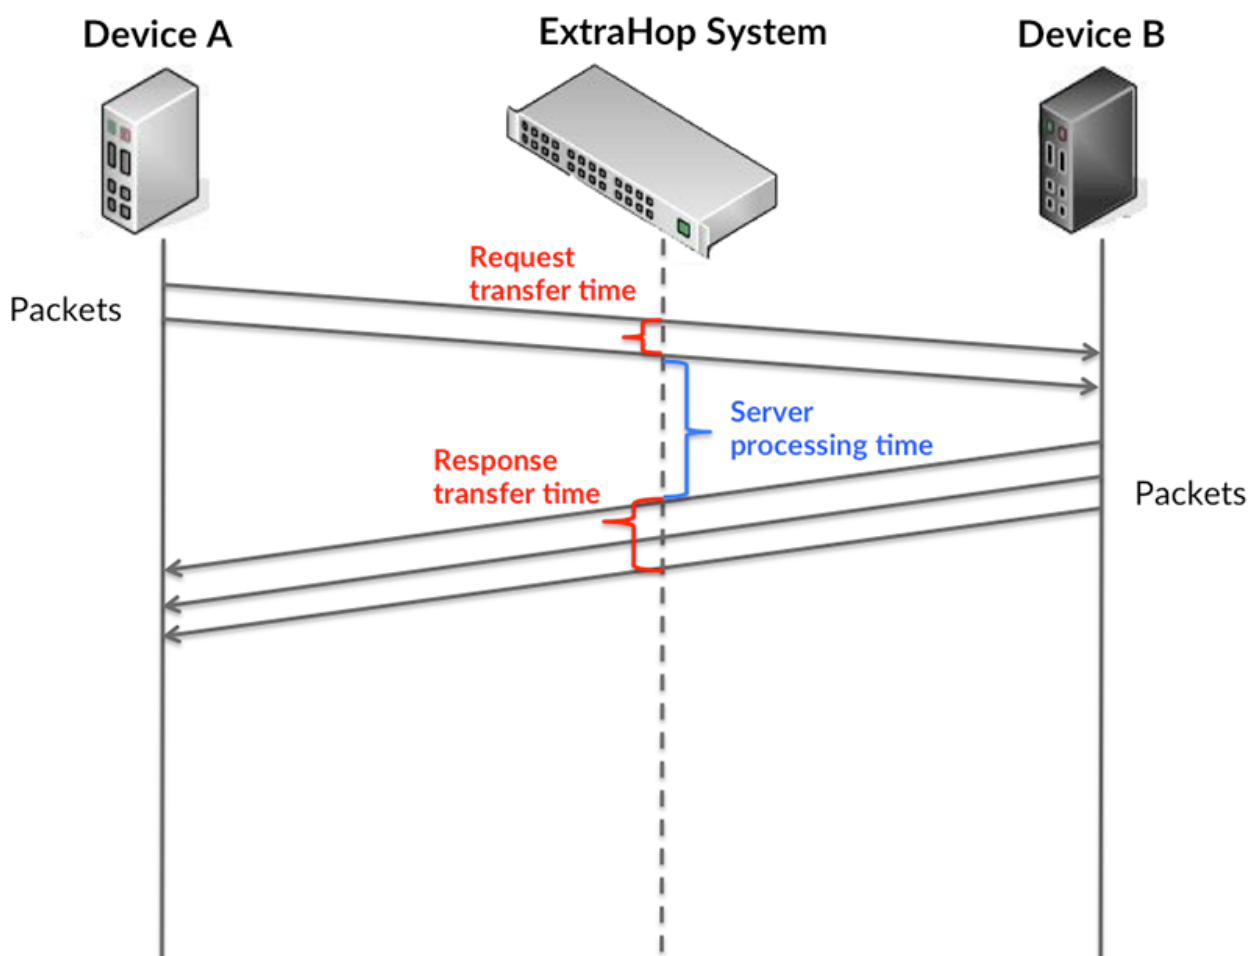 Device A
ExtraHop System
Device B
Request
transfer time
Packets
Server
processing time
Response
transfer time
Packets